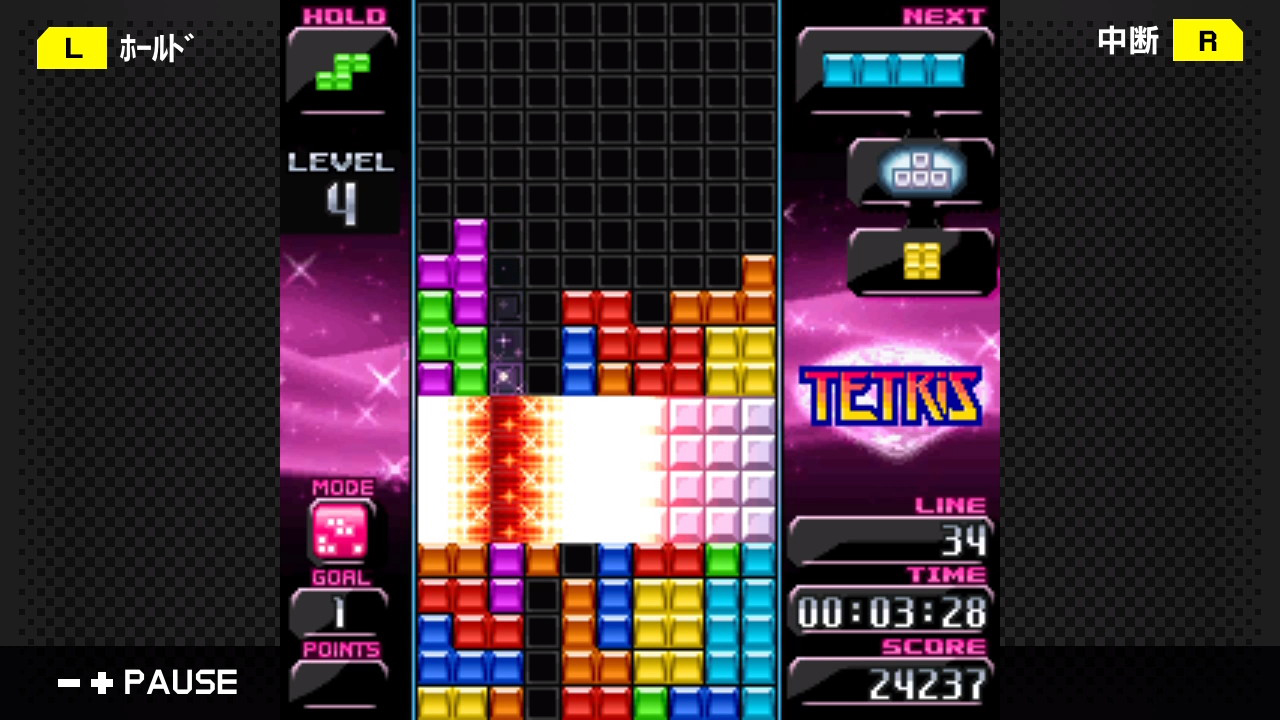 L ﾎｰﾙﾄﾞ
HOLD
NEXT
中断 R
LEVEL
4
TETRiS
MODE
GOAL
1
POINTS
LINE
34
TIME
00:03:28
SCORE
24237
PAUSE